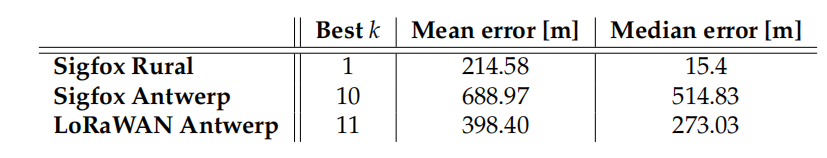 Best k Mean error [m] Median error [m]
Sigfox Rural 1 214.58 15.4
Sigfox Antwerp 10 688.97 514.83
LoRaWAN Antwerp 11 398.40 273.03